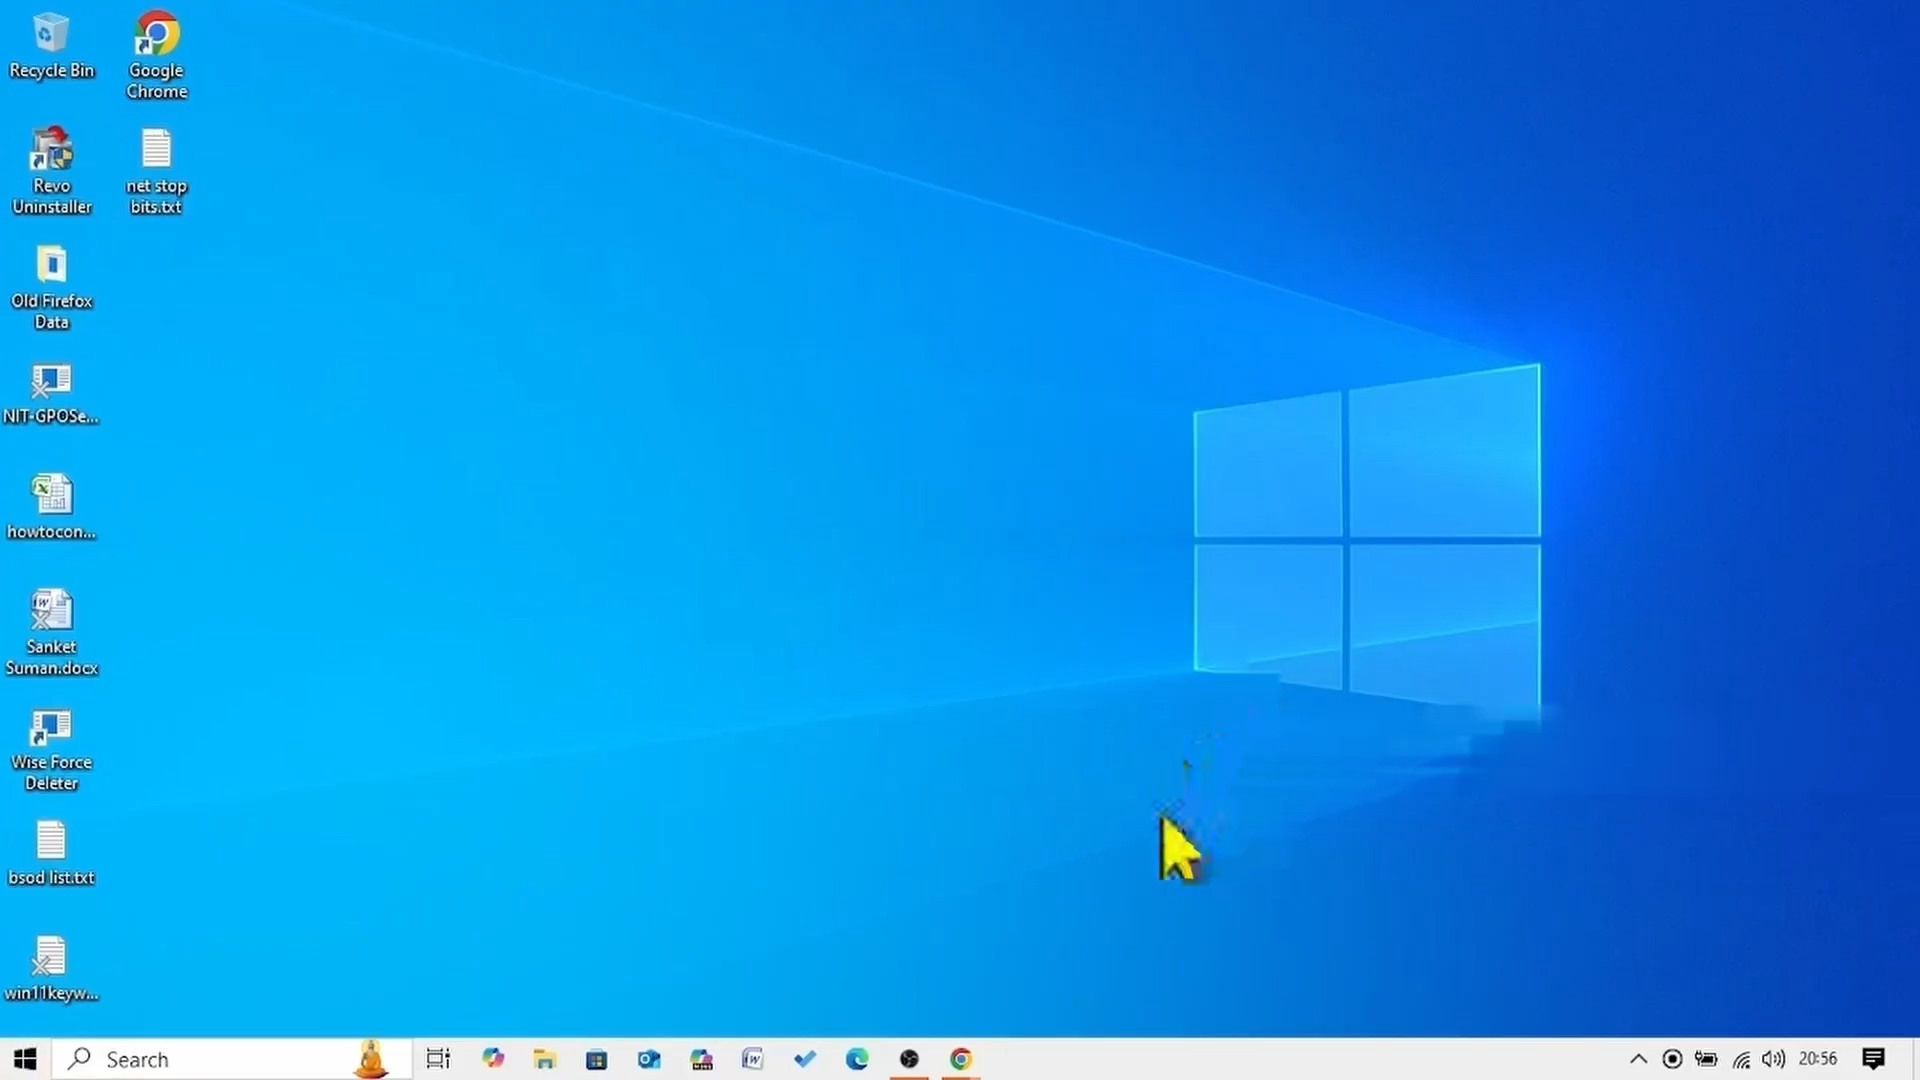 Recycle Bin
Google
Chrome
Revo
Uninstaller
net stop
bits.txt
Old Firefox
Data
NIT-GPOSe...
howtocon...
Sanket
Suman.docx
Wise Force
Deleter
bsod list.txt
win11keyw...
Search
20:56